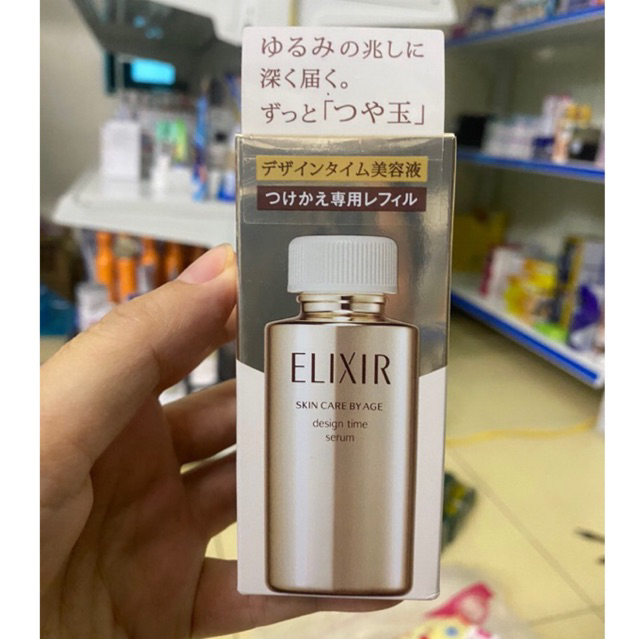 ゆるみの兆しに
深く届く。
ずっと「つや玉」
デザインタイム美容液
つけかえ専用レフィル
ELIXIR
SKIN CARE BY AGE
design time
serum